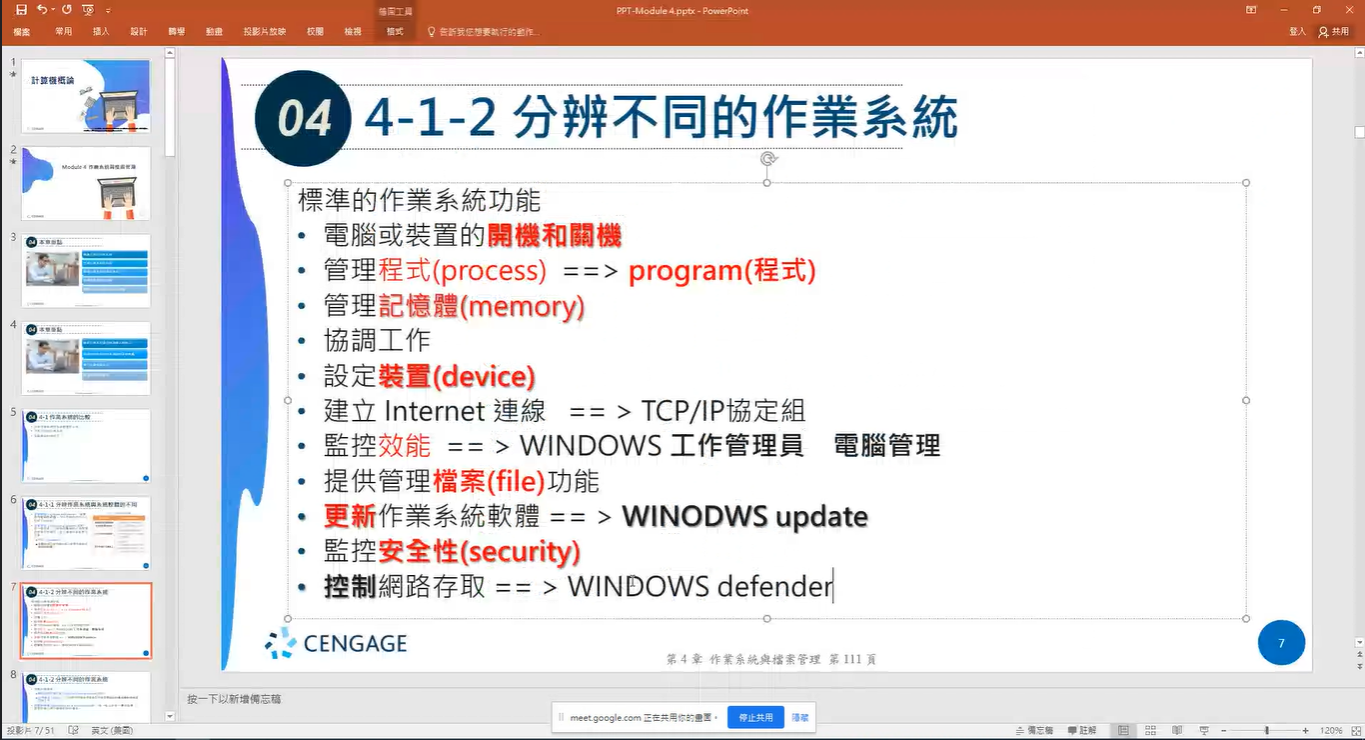 PPT-Module 4.pptx - PowerPoint
繪圖工具
檔案 常用 插入 設計 轉場 動畫 投影片放映 校閱 檢視 格式 告訴我您想要執行的動作... 登入 共用
1
計算機概論
2
Module 4 作業系統與檔案管理
3
04 本章重點
4
04 本章重點
5
04 4-1 作業系統的比較
6
04 4-1-1 分辨作業系統與系統軟體的不同
7
04 4-1-2 分辨不同的作業系統
8
04 4-1-2 分辨不同的作業系統
04 4-1-2 分辨不同的作業系統
標準的作業系統功能
• 電腦或裝置的開機和關機
• 管理程式(process) ==> program(程式)
• 管理記憶體(memory)
• 協調工作
• 設定裝置(device)
• 建立 Internet 連線 == > TCP/IP協定組
• 監控效能 == > WINDOWS 工作管理員 電腦管理
• 提供管理檔案(file)功能
• 更新作業系統軟體 == > WINODWS update
• 監控安全性(security)
• 控制網路存取 == > WINDOWS defender
CENGAGE
第 4 章 作業系統與檔案管理 第 111 頁
7
按一下以新增備忘稿
meet.google.com 正在共用你的畫面。 停止共用 隱藏
投影片 7/51 英文 (美國) 備忘稿 註解 120%